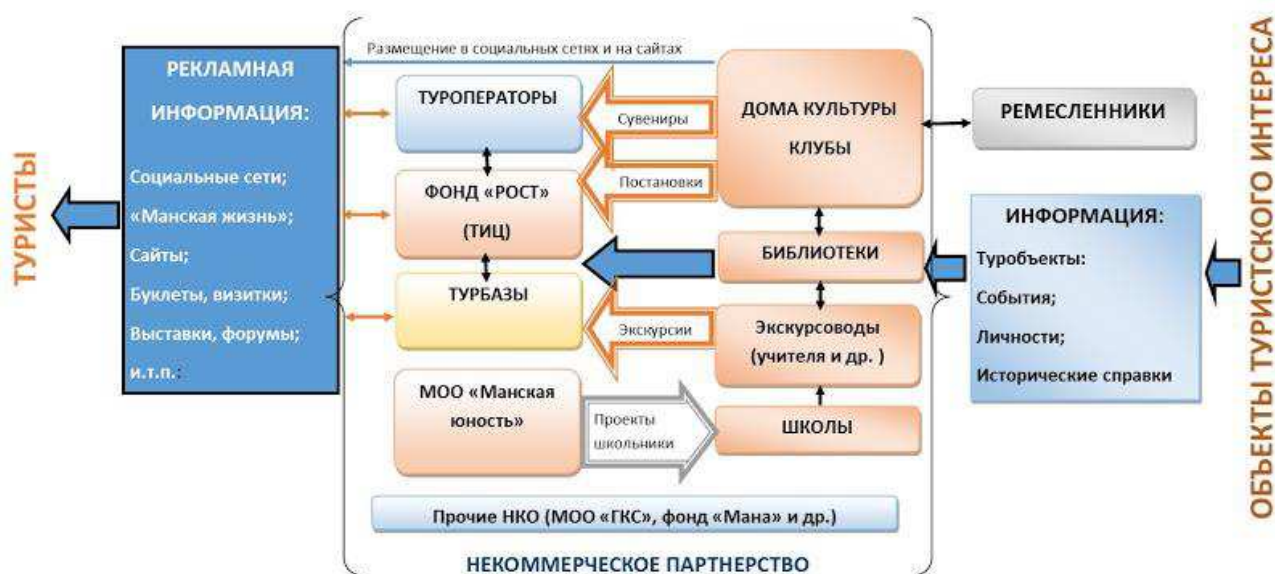 ТУРИСТЫ
РЕКЛАМНАЯ
ИНФОРМАЦИЯ:
Социальные сети;
«Манская жизнь»;
Сайты;
Буклеты, визитки;
Выставки, форумы;
и.т.п.:
Размещение в социальных сетях и на сайтах
ТУРОПЕРАТОРЫ
ФОНД «РОСТ»
(ТИЦ)
ТУРБАЗЫ
МОО «Манская
юность»
Сувениры
Постановки
Экскурсии
Проекты
школьники
ДОМА КУЛЬТУРЫ
КЛУБЫ
БИБЛИОТЕКИ
Экскурсоводы
(учителя и др. )
ШКОЛЫ
Прочие НКО (МОО «ГКС», фонд «Мана» и др.)
НЕКОММЕРЧЕСКОЕ ПАРТНЕРСТВО
РЕМЕСЛЕННИКИ
ИНФОРМАЦИЯ:
Туробъекты:
События;
Личности;
Исторические справки
ОБЪЕКТЫ ТУРИСТСКОГО ИНТЕРЕСА